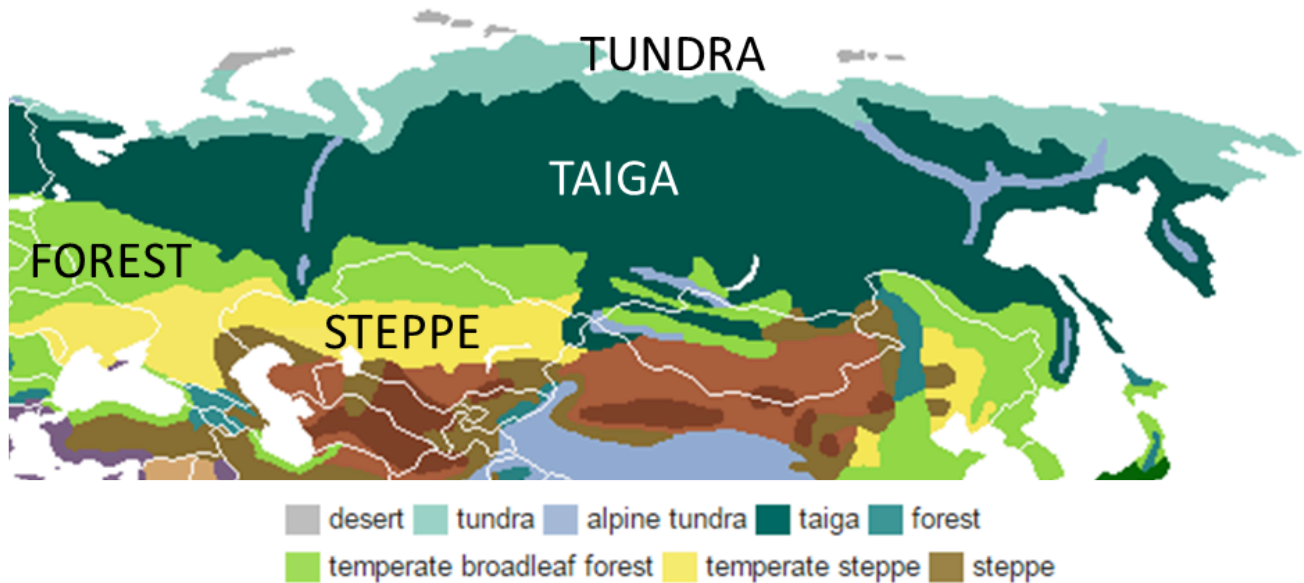 TUNDRA
TAIGA
FOREST
STEPPE
desert tundra alpine tundra taiga forest
temperate broadleaf forest temperate steppe steppe